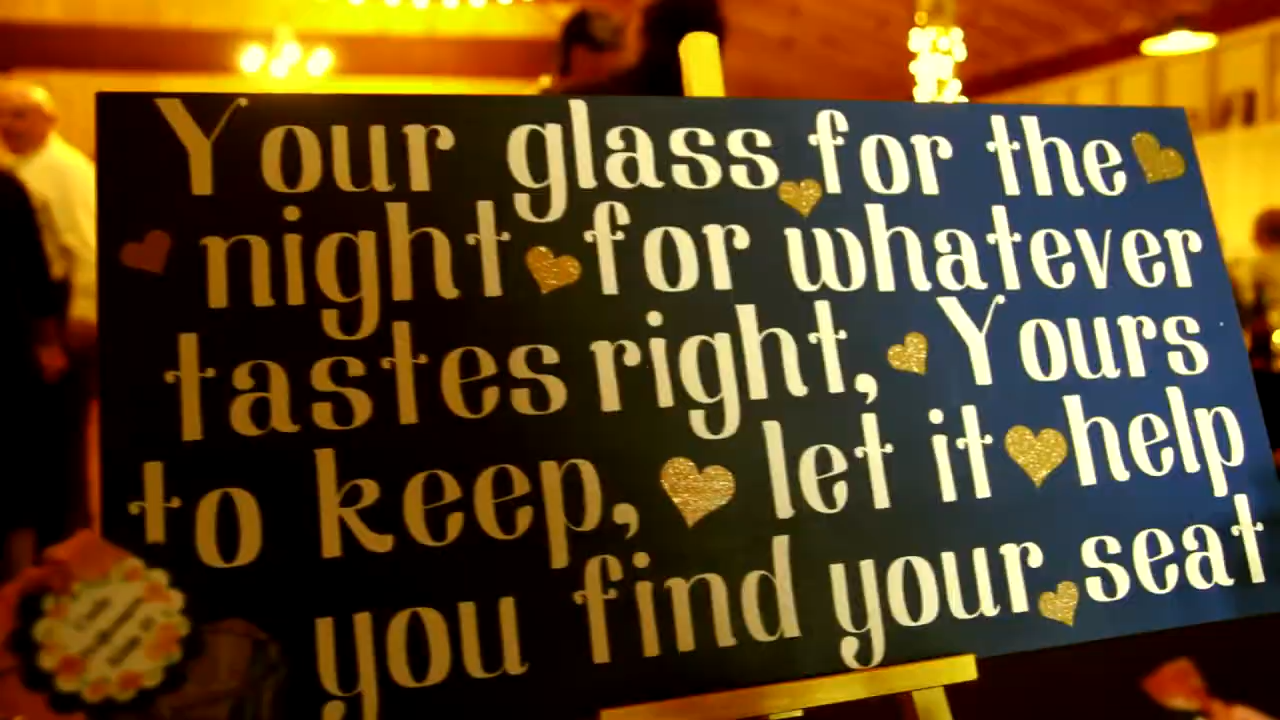 Your glass for the
night for whatever
tastes right, Yours
to keep, let it help
you find your seat